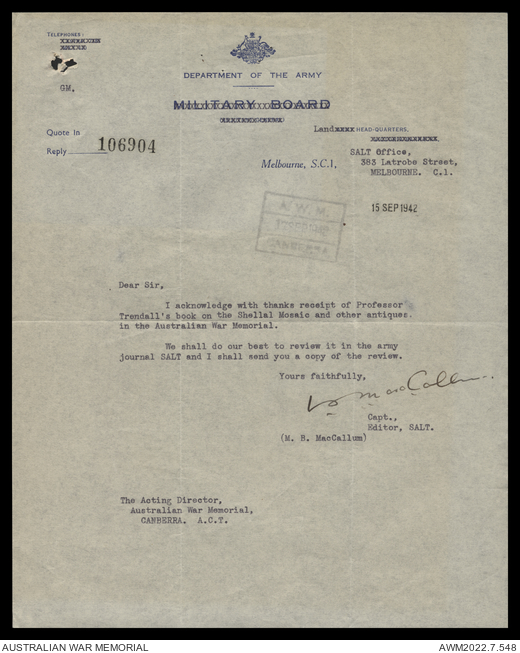 TELEPHONES:
GM.
DEPARTMENT OF THE ARMY
MILITARY BOARD
Quote In
Reply 106904
Land HEAD-QUARTERS,
Melbourne, S.C.1,
SALT Office,
383 Latrobe Street,
MELBOURNE. C.1.
15 SEP 1942
A.W.M.
CANBERRA
Dear Sir,
I acknowledge with thanks receipt of Professor
Trendall's book on the Shellal Mosaic and other antiques
in the Australian War Memorial.
We shall do our best to review it in the army
journal SALT and I shall send you a copy of the review.
Yours faithfully,
MacCallum
Capt.,
Editor, SALT.
(M. B. MacCallum)
The Acting Director,
Australian War Memorial,
CANBERRA. A.C.T.
AUSTRALIAN WAR MEMORIAL
AWM2022.7.548